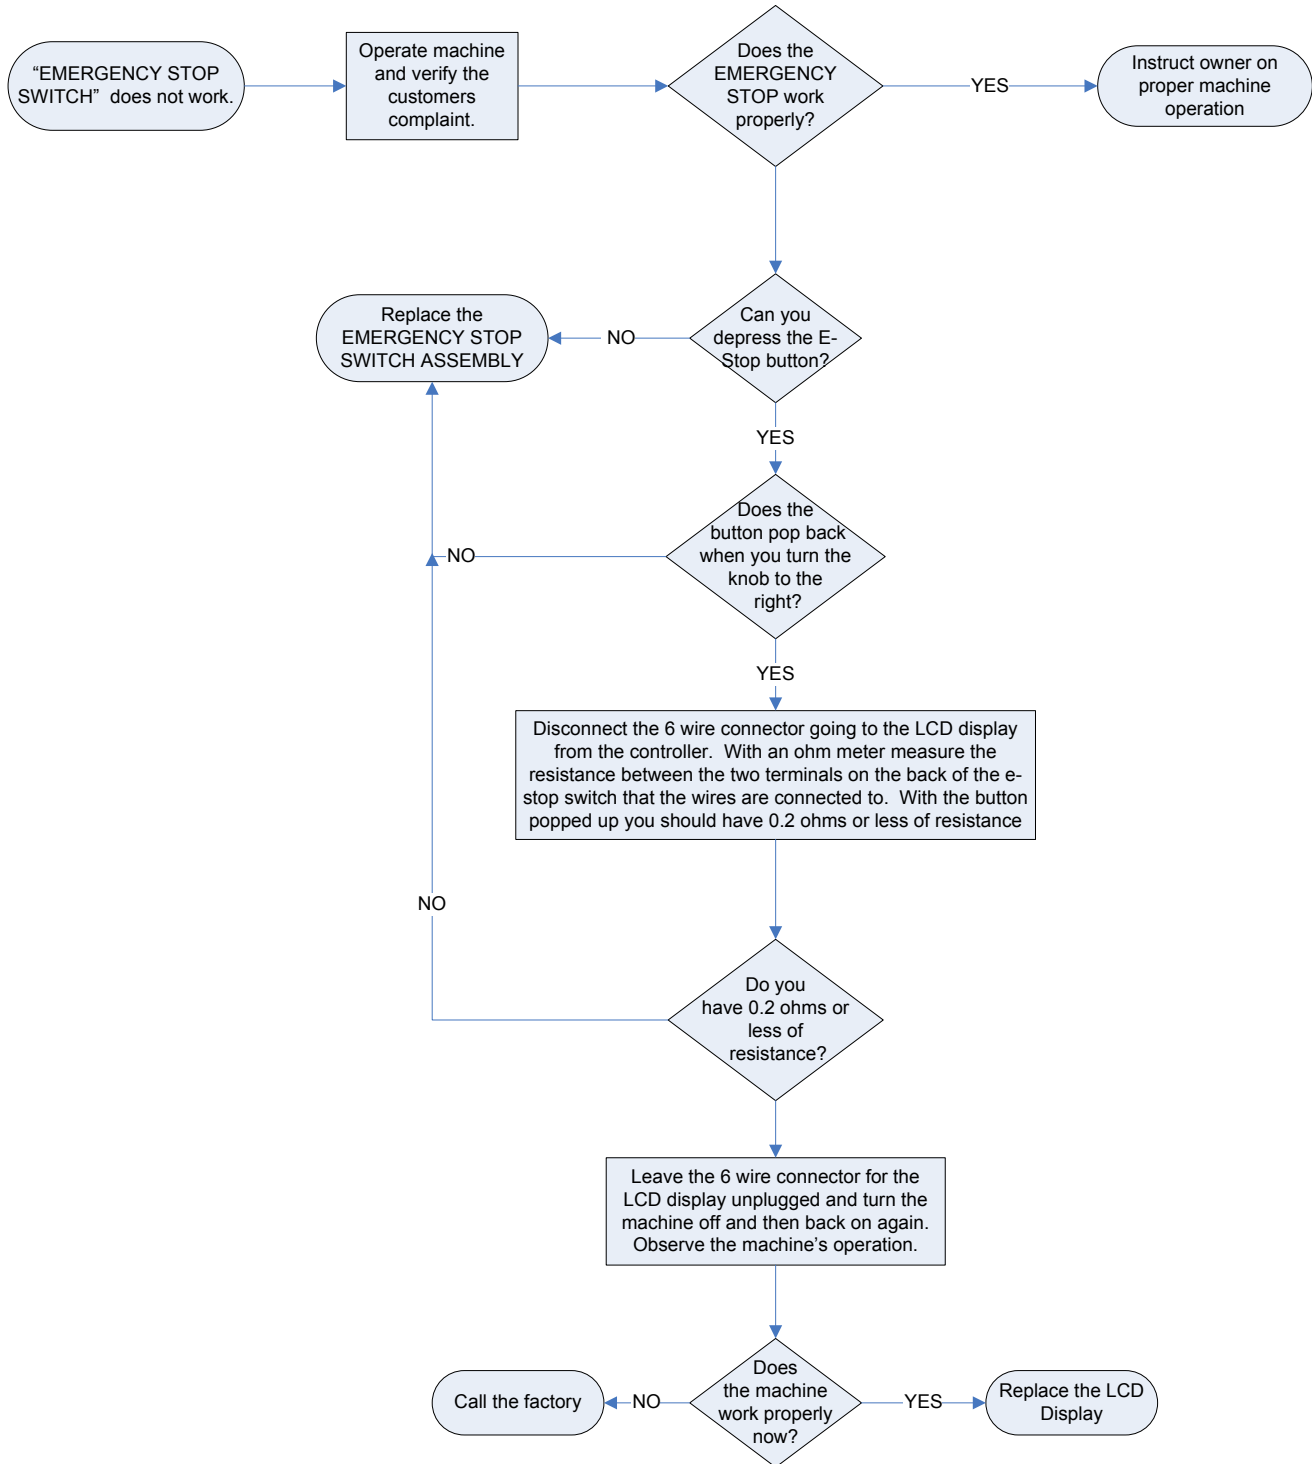 “EMERGENCY STOP
SWITCH”  does not work.
Operate machine
and verify the
customers
complaint.
Does the
EMERGENCY
STOP work
properly?
YES
Instruct owner on
proper machine
operation
Can you
depress the E-
Stop button?
NO
Replace the
EMERGENCY STOP
SWITCH ASSEMBLY
YES
Does the
button pop back
when you turn the
knob to the
right?
NO
YES
Disconnect the 6 wire connector going to the LCD display
from the controller.  With an ohm meter measure the
resistance between the two terminals on the back of the e-
stop switch that the wires are connected to.  With the button
popped up you should have 0.2 ohms or less of resistance
NO
Do you
have 0.2 ohms or
less of
resistance?
Leave the 6 wire connector for the
LCD display unplugged and turn the
machine off and then back on again.
Observe the machine’s operation.
Does
the machine
work properly
now?
NO
Call the factory
YES
Replace the LCD
Display